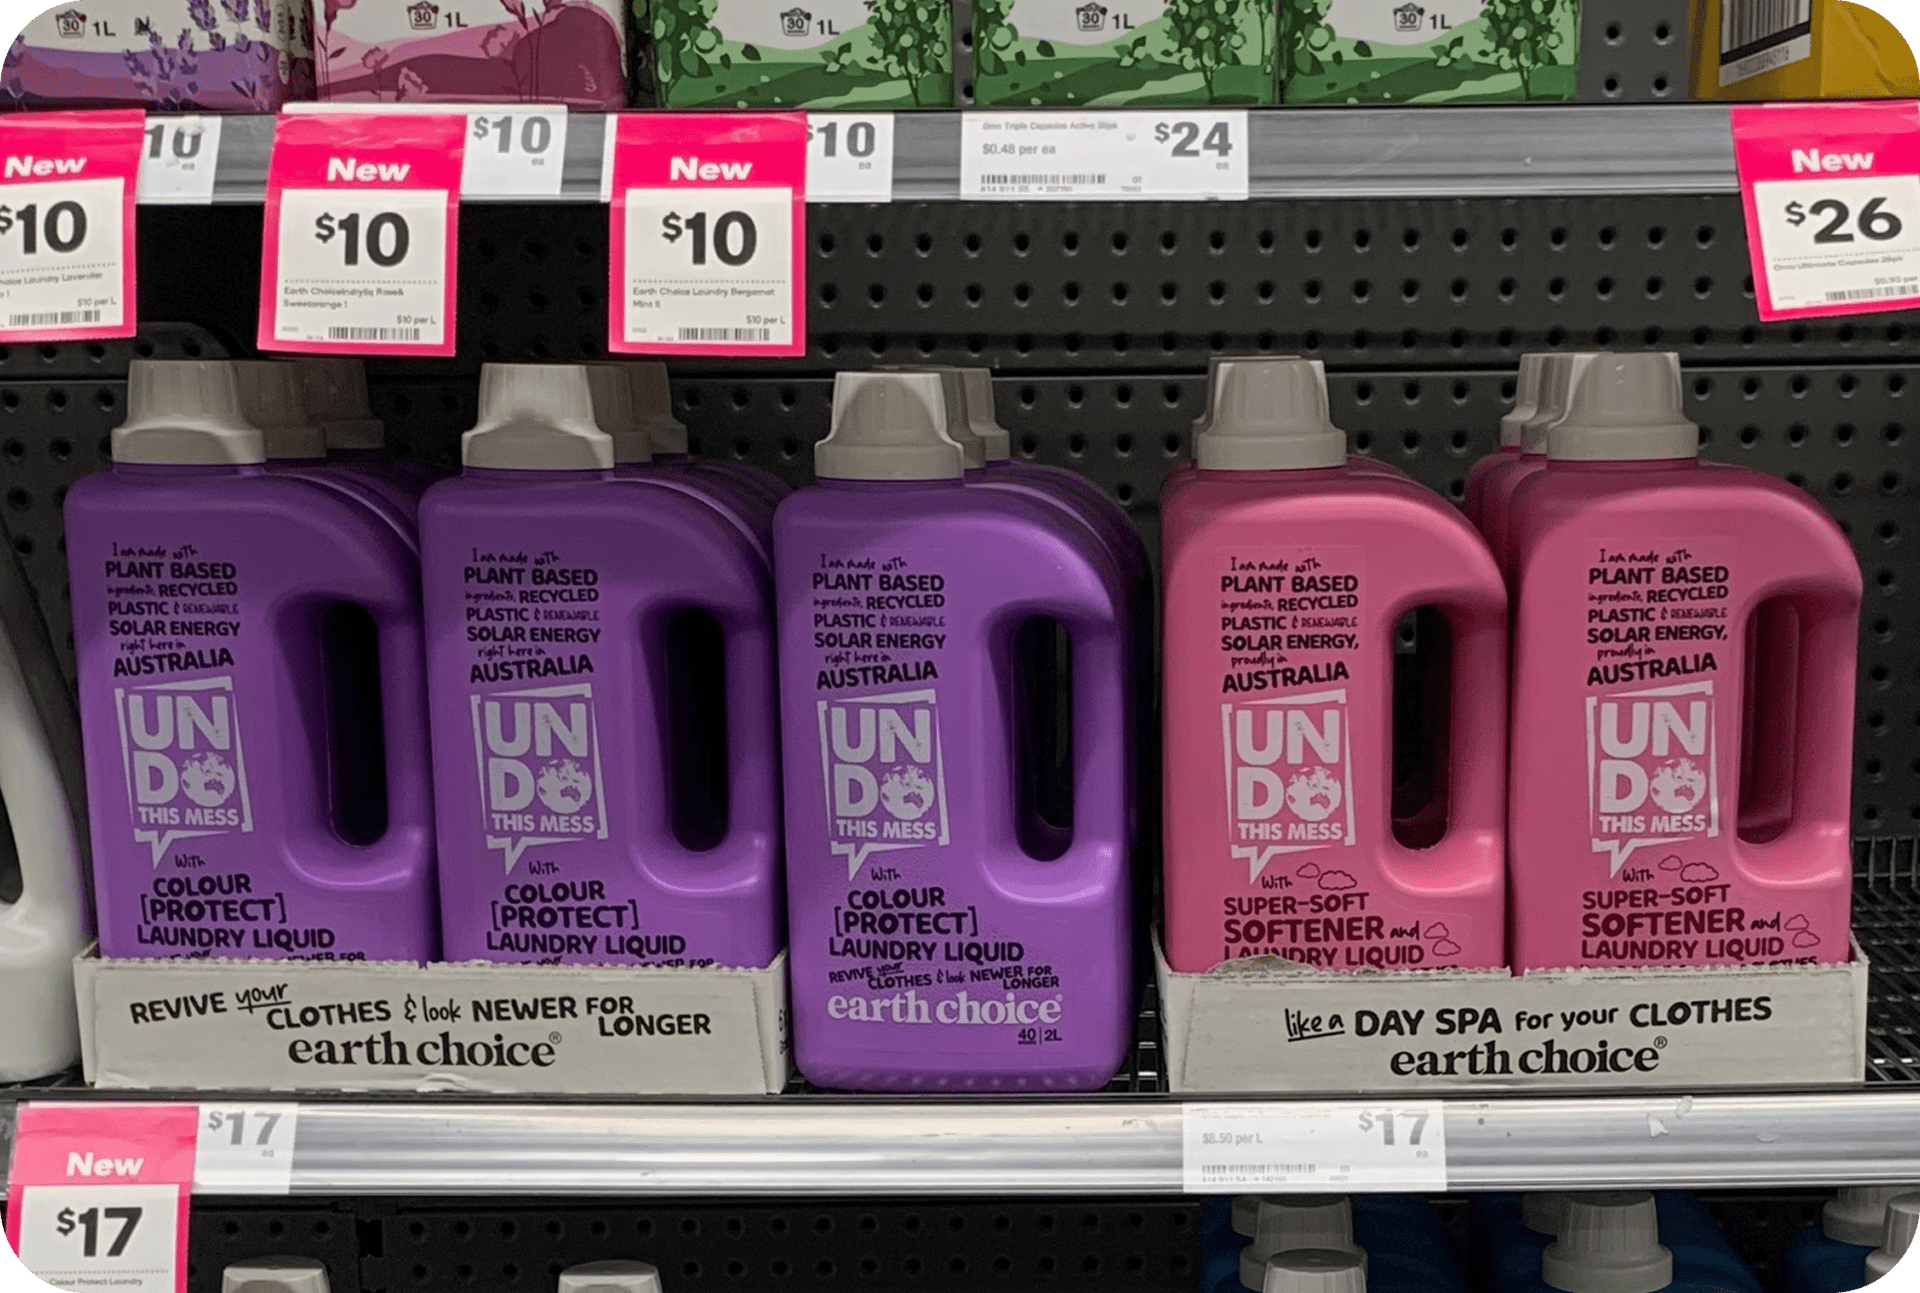 30 1L
30 1L
30 1L
30 1L
30 1L
10
ea
$10
ea
$10
ea
$0.48 per ea
$24
ea
New
$10
Laundry Lavender
$10 per L
New
$10
Earth Choice
Sweetorange 1
$10 per L
New
$10
Earth Choice Laundry Bergamot
Mint 1l
$10 per L
New
$26
I am made with
PLANT BASED
ingredients, RECYCLED
PLASTIC & RENEWABLE
SOLAR ENERGY
right here in
AUSTRALIA
UN
DO
THIS MESS
With
COLOUR
[PROTECT]
LAUNDRY LIQUID
I am made with
PLANT BASED
ingredients, RECYCLED
PLASTIC & RENEWABLE
SOLAR ENERGY
right here in
AUSTRALIA
UN
DO
THIS MESS
With
COLOUR
[PROTECT]
LAUNDRY LIQUID
I am made with
PLANT BASED
ingredients, RECYCLED
PLASTIC & RENEWABLE
SOLAR ENERGY
right here in
AUSTRALIA
UN
DO
THIS MESS
With
COLOUR
[PROTECT]
LAUNDRY LIQUID
REVIVE your CLOTHES & look NEWER FOR LONGER
earth choice
40 2L
I am made with
PLANT BASED
ingredients, RECYCLED
PLASTIC & RENEWABLE
SOLAR ENERGY,
proudly in
AUSTRALIA
UN
DO
THIS MESS
With
SUPER-SOFT
SOFTENER and
LAUNDRY LIQUID
I am made with
PLANT BASED
ingredients, RECYCLED
PLASTIC & RENEWABLE
SOLAR ENERGY,
proudly in
AUSTRALIA
UN
DO
THIS MESS
With
SUPER-SOFT
SOFTENER and
LAUNDRY LIQUID
REVIVE your CLOTHES & look NEWER FOR LONGER
earth choice®
like a DAY SPA for your CLOTHES
earth choice®
$17
ea
$8.50 per L
$17
ea
New
$17
Colour Protect Laundry